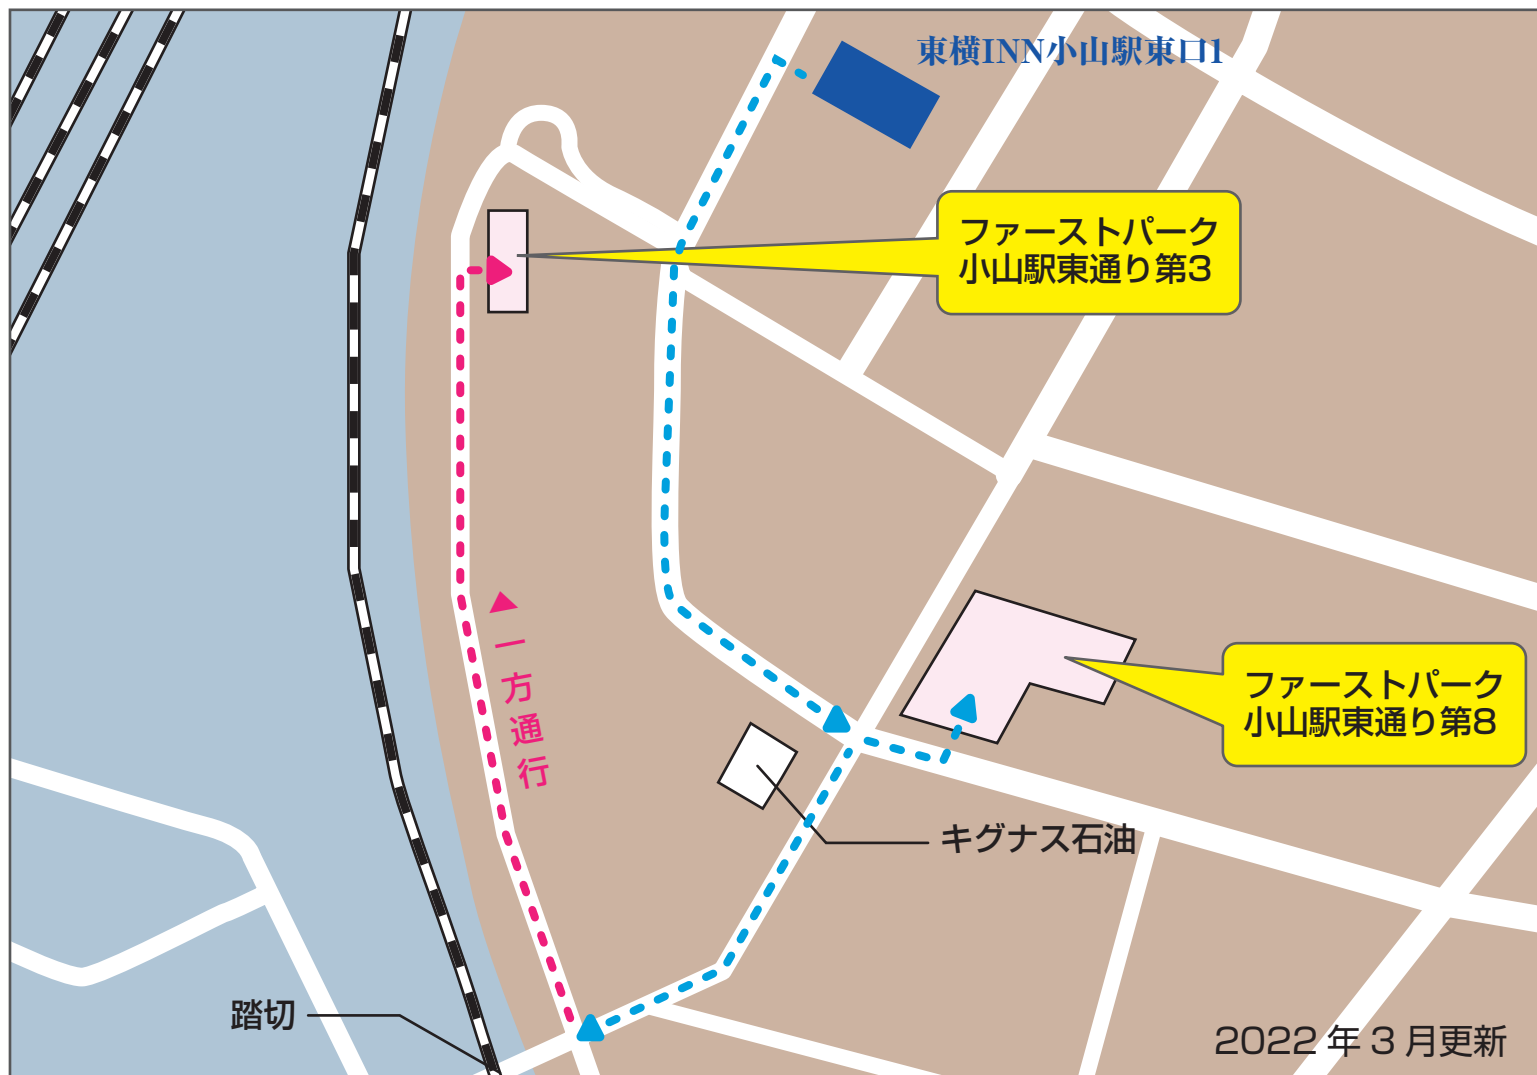 東横INN小山駅東口1
ファーストパーク
小山駅東通り第3
一方通行
ファーストパーク
小山駅東通り第8
キグナス石油
踏切
2022年3月更新